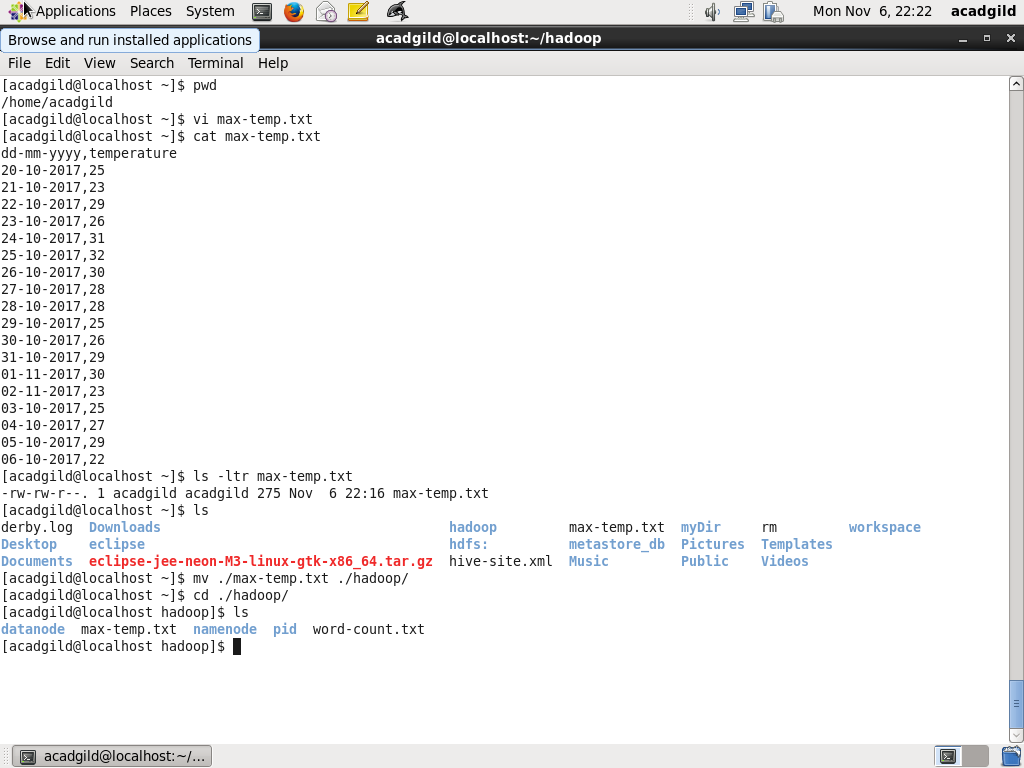 Applications Places System Mon Nov 6, 22:22 acadgild
Browse and run installed applications
acadgild@localhost:~/hadoop
File Edit View Search Terminal Help
[acadgild@localhost ~]$ pwd
/home/acadgild
[acadgild@localhost ~]$ vi max-temp.txt
[acadgild@localhost ~]$ cat max-temp.txt
dd-mm-yyyy,temperature
20-10-2017,25
21-10-2017,23
22-10-2017,29
23-10-2017,26
24-10-2017,31
25-10-2017,32
26-10-2017,30
27-10-2017,28
28-10-2017,28
29-10-2017,25
30-10-2017,26
31-10-2017,29
01-11-2017,30
02-11-2017,23
03-10-2017,25
04-10-2017,27
05-10-2017,29
06-10-2017,22
[acadgild@localhost ~]$ ls -ltr max-temp.txt
-rw-rw-r--. 1 acadgild acadgild 275 Nov  6 22:16 max-temp.txt
[acadgild@localhost ~]$ ls
derby.log Downloads hadoop max-temp.txt myDir rm workspace
Desktop eclipse hdfs: metastore_db Pictures Templates
Documents eclipse-jee-neon-M3-linux-gtk-x86_64.tar.gz hive-site.xml Music Public Videos
[acadgild@localhost ~]$ mv ./max-temp.txt ./hadoop/
[acadgild@localhost ~]$ cd ./hadoop/
[acadgild@localhost hadoop]$ ls
datanode max-temp.txt namenode pid word-count.txt
[acadgild@localhost hadoop]$
acadgild@localhost:~/...